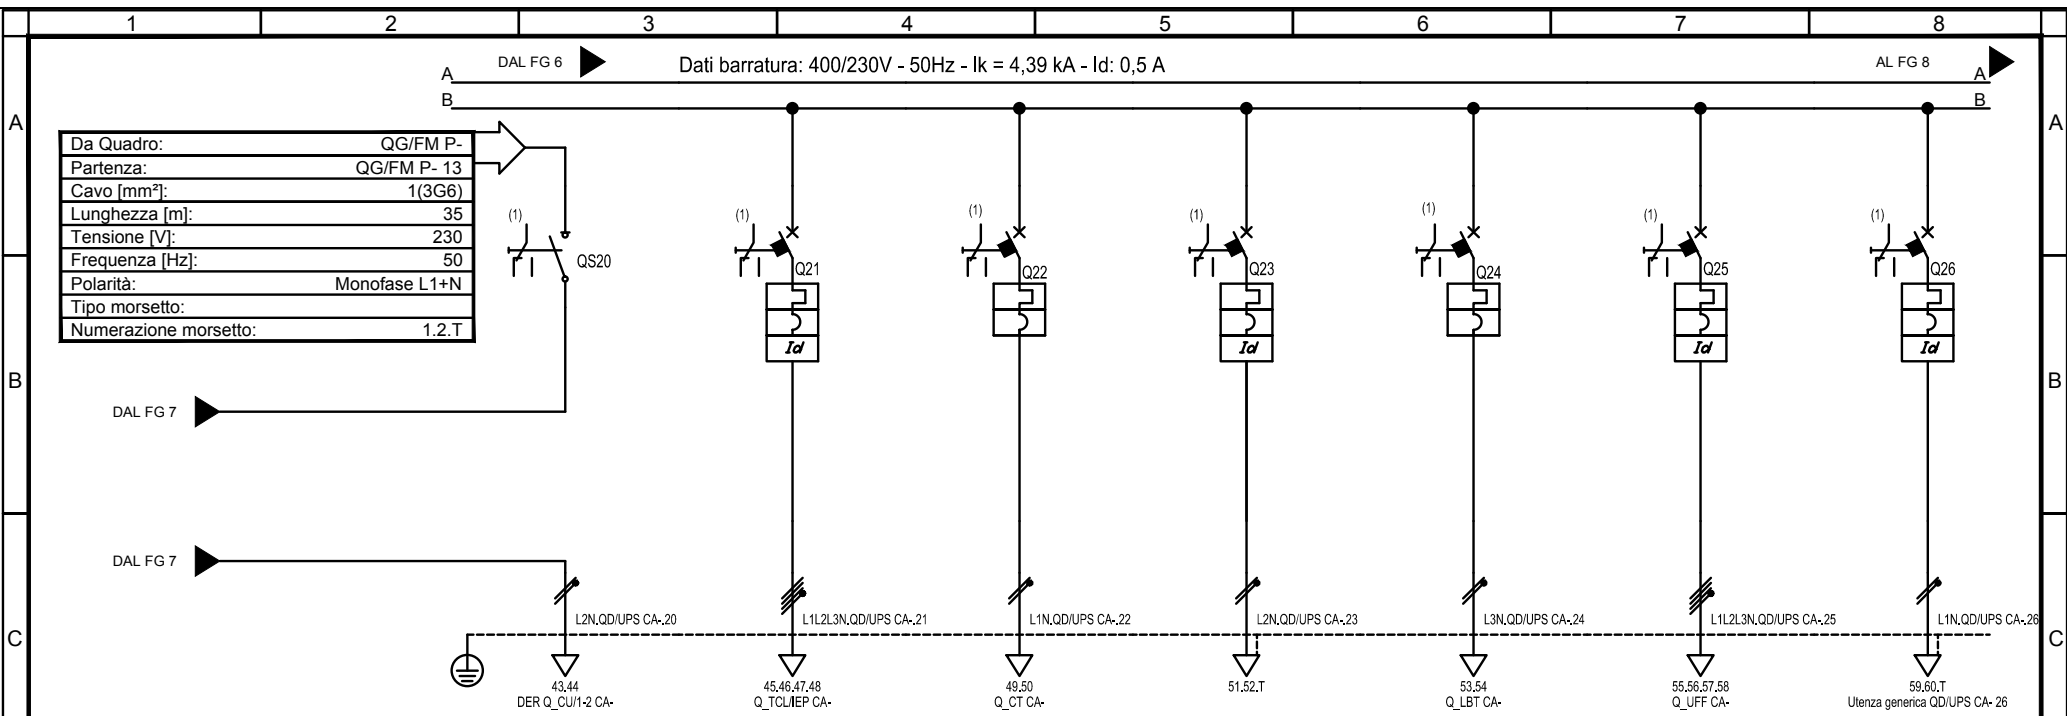 1 2 3 4 5 6 7 8
DAL FG 6 Dati barratura: 400/230V - 50Hz - Ik = 4,39 kA - Id: 0,5 A AL FG 8
A A
B B
A A
Da Quadro: QG/FM P-
Partenza: QG/FM P- 13
Cavo [mm²]: 1(3G6)
Lunghezza [m]: 35
Tensione [V]: 230
Frequenza [Hz]: 50
Polarità: Monofase L1+N
Tipo morsetto:
Numerazione morsetto: 1.2.T
(1) (1) (1) (1) (1) (1) (1)
QS20 Q21 Q22 Q23 Q24 Q25 Q26
Id Id Id Id
B B
DAL FG 7
DAL FG 7
L2N.QD/UPS CA-.20 L1L2L3N.QD/UPS CA-.21 L1N.QD/UPS CA-.22 L2N.QD/UPS CA-.23 L3N.QD/UPS CA-.24 L1L2L3N.QD/UPS CA-.25 L1N.QD/UPS CA-.26
C C
43.44 45.46.47.48 49.50 51.52.T 53.54 55.56.57.58 59.60.T
DER Q_CU/1-2 CA- Q_TCL/IEP CA- Q_CT CA- Q_LBT CA- Q_UFF CA- Utenza generica QD/UPS CA- 26